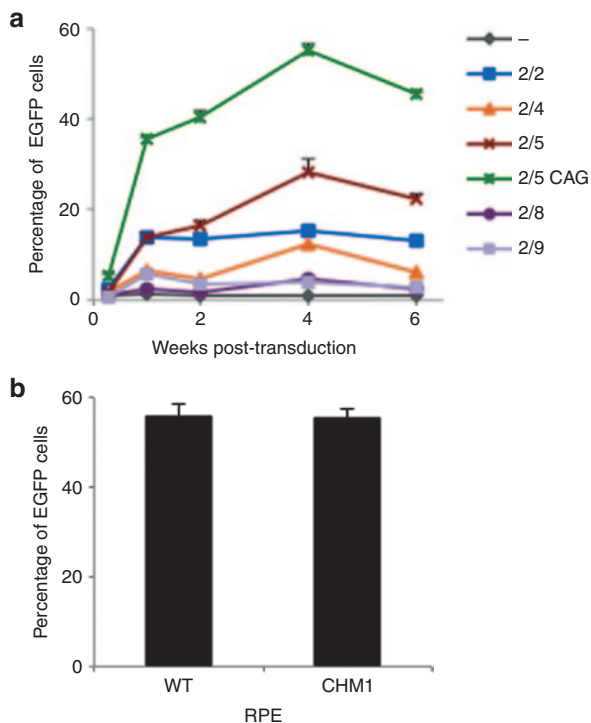 a
Percentage of EGFP cells
60
40
20
0
0
2
4
6
Weeks post-transduction
–
2/2
2/4
2/5
2/5 CAG
2/8
2/9
b
Percentage of EGFP cells
60
40
20
0
WT
CHM1
RPE